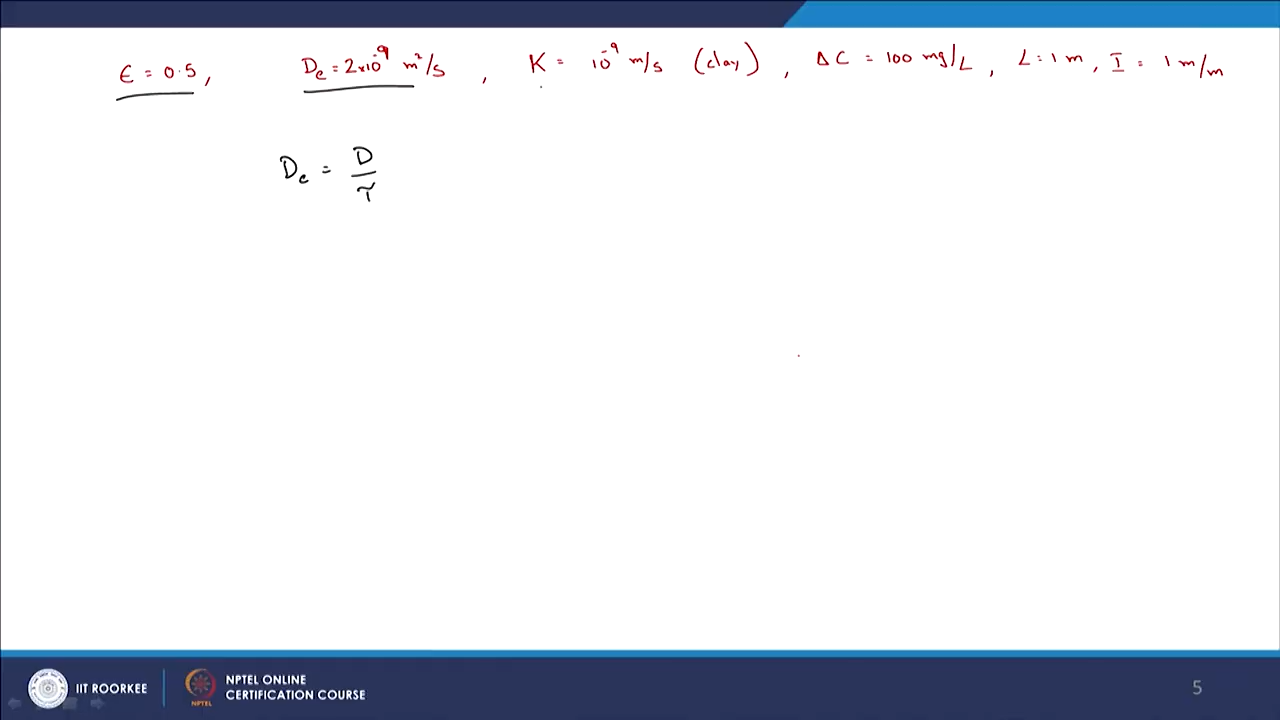 ϵ = 0.5, Dₑ = 2×10⁻⁹ m²/s, K = 10⁻⁹ m/s (clay), ΔC = 100 mg/L, L = 1 m, I = 1 m/m
Dₑ = D/τ
IIT ROORKEE
NPTEL
NPTEL ONLINE
CERTIFICATION COURSE
5